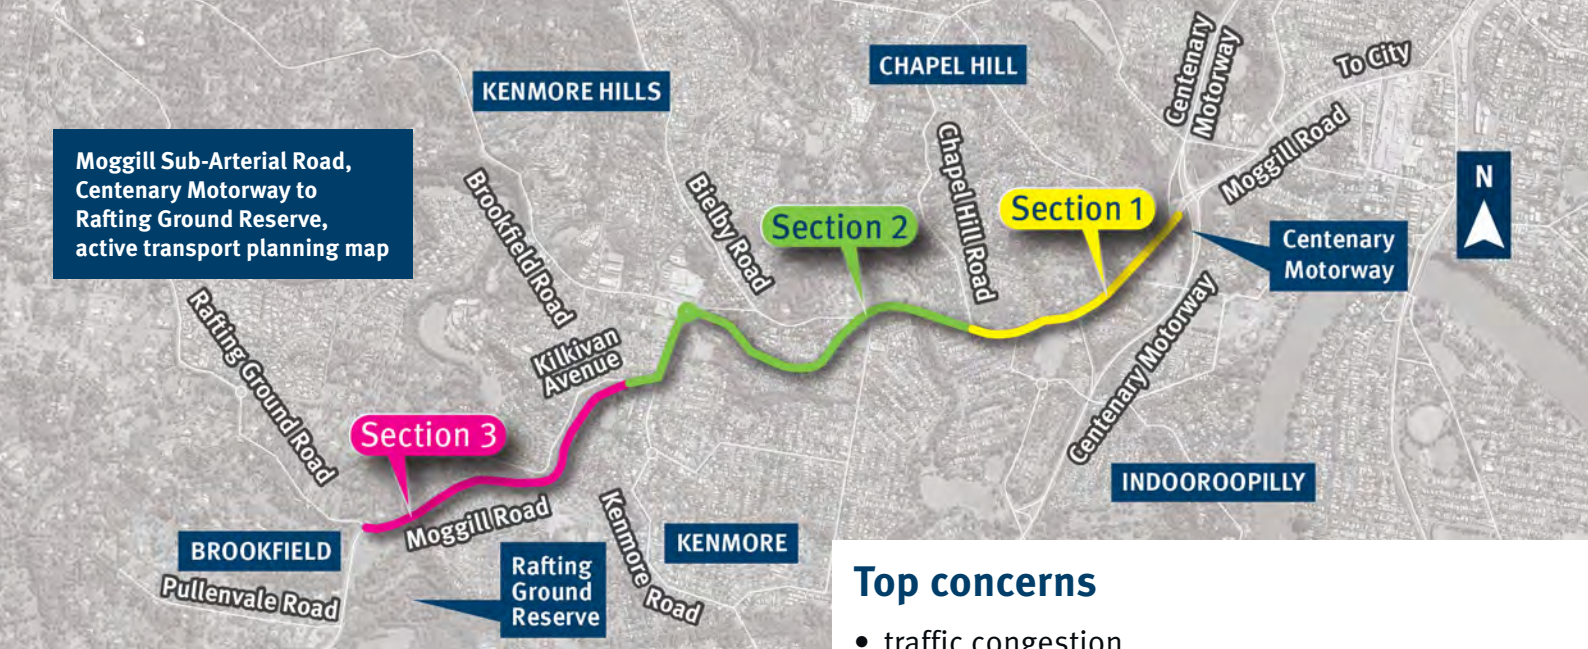 Moggill Sub-Arterial Road,
Centenary Motorway to
Rafting Ground Reserve,
active transport planning map
KENMORE HILLS
CHAPEL HILL
Centenary
Motorway
To City
Moggill Road
N
Brookfield Road
Bielby Road
Section 2
Chapel Hill Road
Section 1
Centenary
Motorway
Centenary Motorway
Kilkivan
Avenue
Rafting Ground Road
Section 3
Moggill Road
INDOOROOPILLY
BROOKFIELD
Pullenvale Road
Rafting
Ground
Reserve
Kenmore Road
KENMORE
Top concerns
• traffic congestion